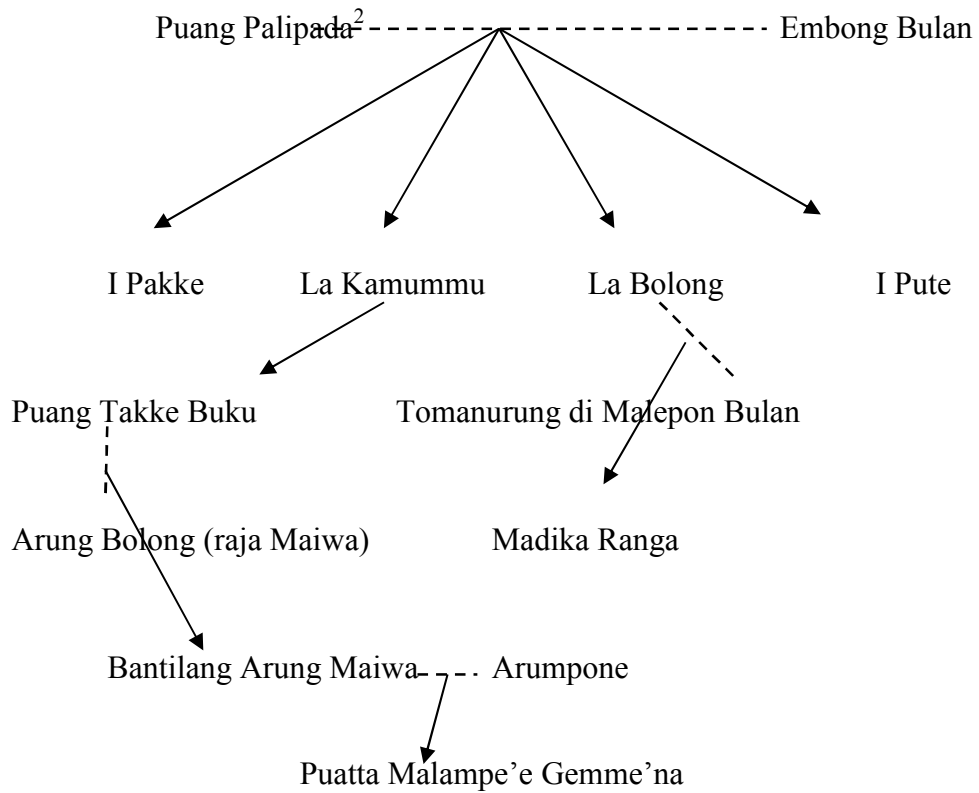 Puang Palipada² Embong Bulan
I Pakke La Kamummu La Bolong I Pute
Puang Takke Buku Tomanurung di Malepon Bulan
Arung Bolong (raja Maiwa) Madika Ranga
Bantilang Arung Maiwa Arumpone
Puatta Malampe’e Gemme’na